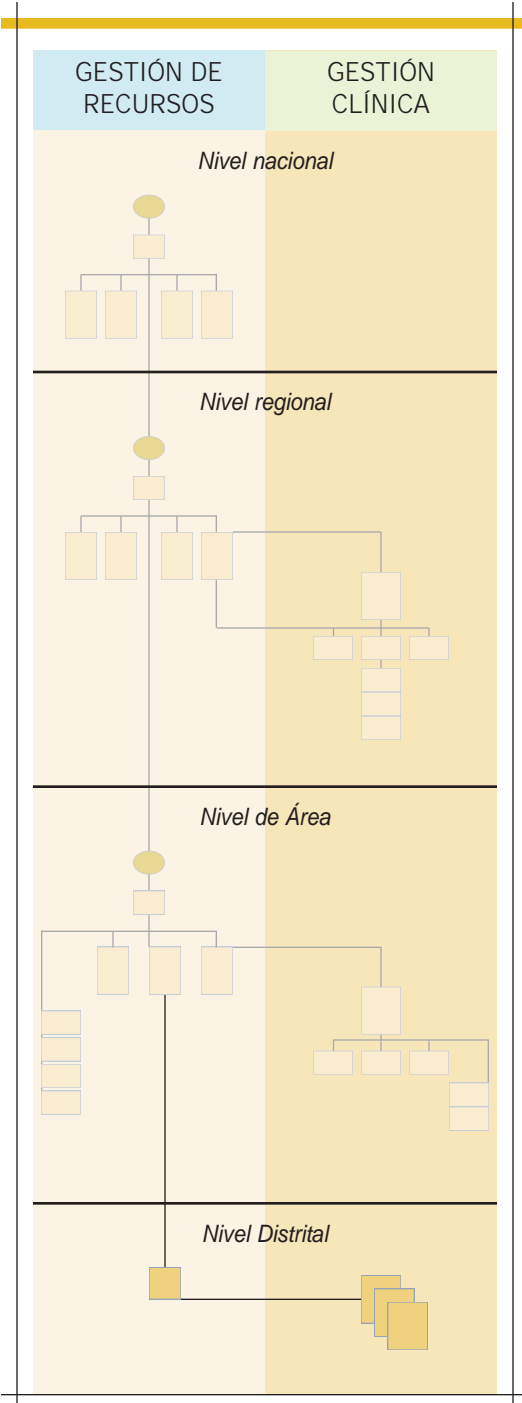 GESTIÓN DE
RECURSOS
GESTIÓN
CLÍNICA
Nivel nacional
Nivel regional
Nivel de Área
Nivel Distrital